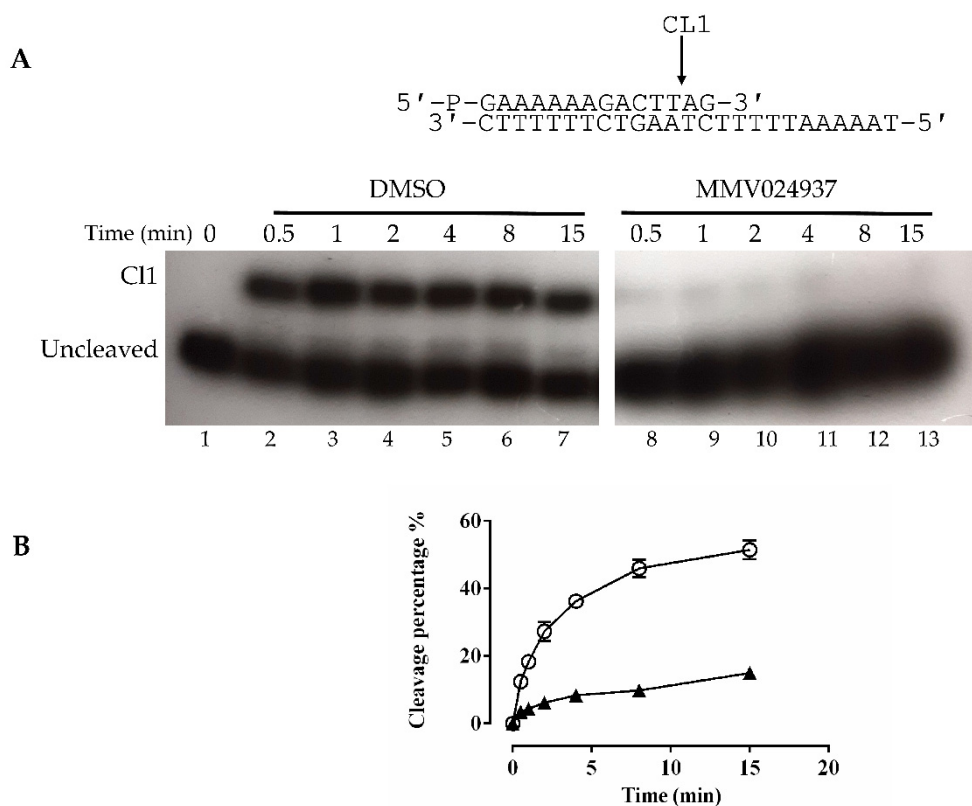 CL1
A
5'-P-GAAAAAAGACTTAG-3'
3'-CTTTTTTCTGAATCTTTTTAAAAAT-5'
DMSO MMV024937
Time (min) 0 0.5 1 2 4 8 15 0.5 1 2 4 8 15
Cl1
Uncleaved
1 2 3 4 5 6 7 8 9 10 11 12 13
B
Cleavage percentage %
60
40
20
0
0 5 10 15 20
Time (min)